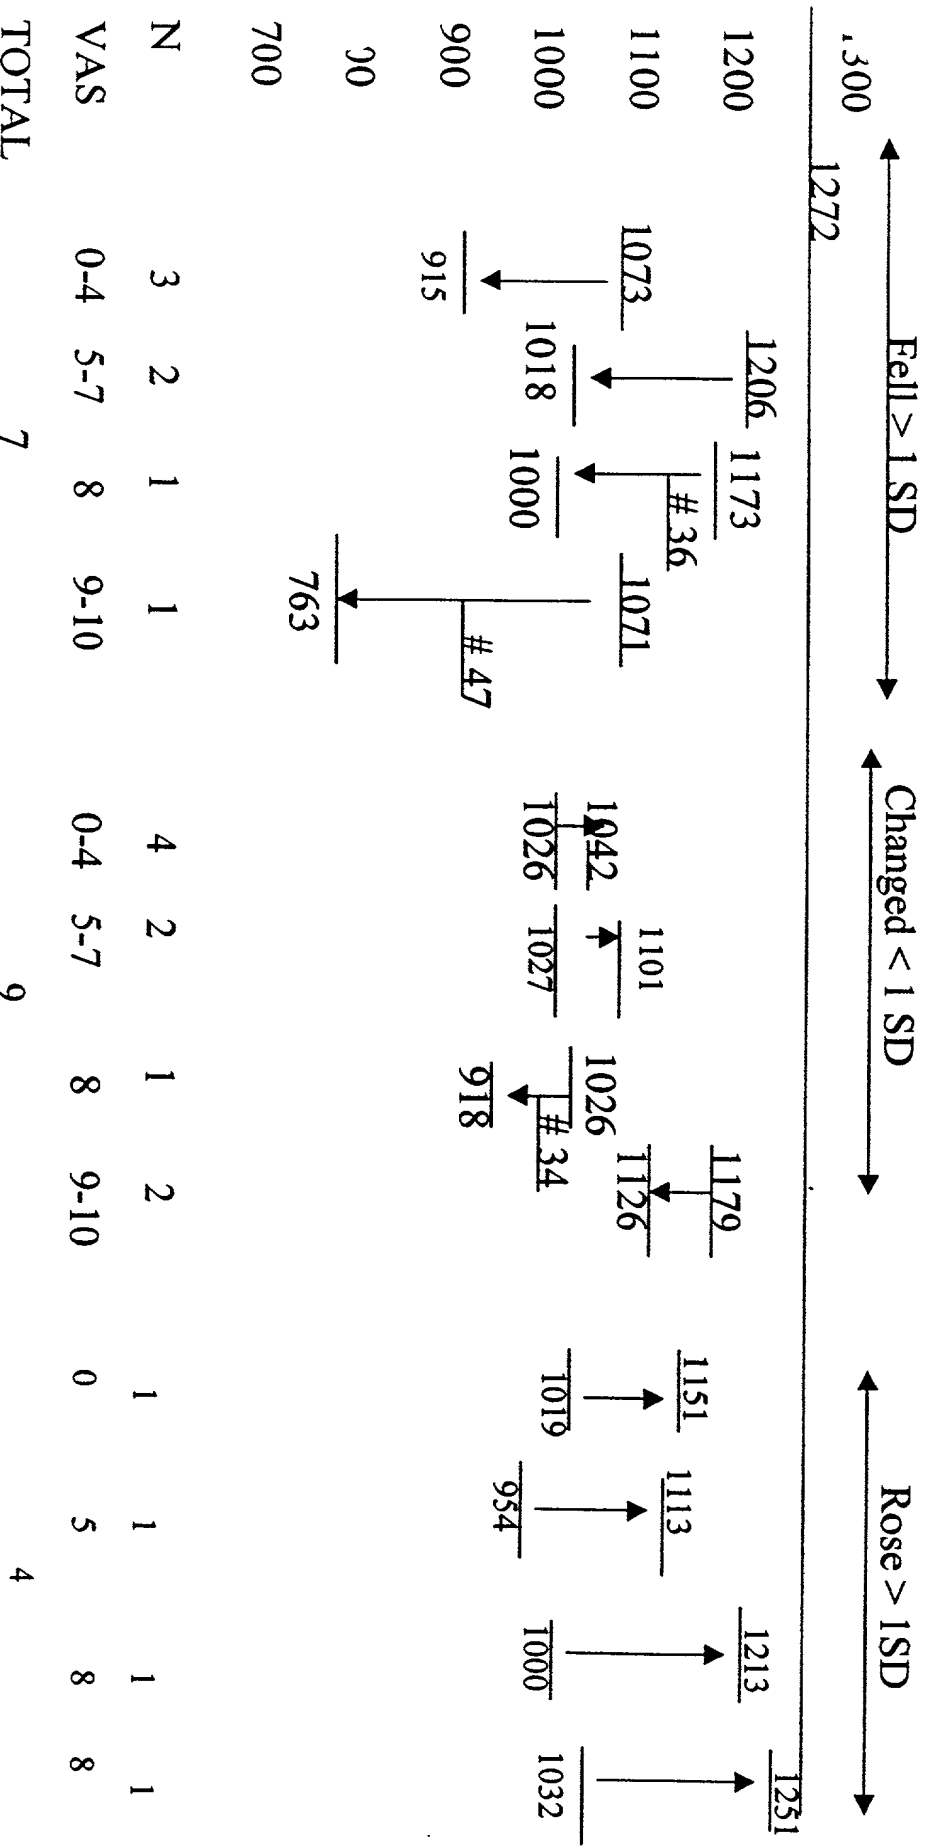 Fell > 1 SD Changed < 1 SD Rose > 1SD
.300
1272
1200
1206 1173 1179 1213 1251
# 36
1100
1073 1071 1042 1101 1026 1126 1151 1113
1000
1018 1000 1026 1027 # 34 1019 954 1000 1032
900
915 # 47 918
00
763
700
N 3 2 1 1 4 2 1 2 1 1 1 1
VAS 0-4 5-7 8 9-10 0-4 5-7 8 9-10 0 5 8 8
TOTAL 7 9 4